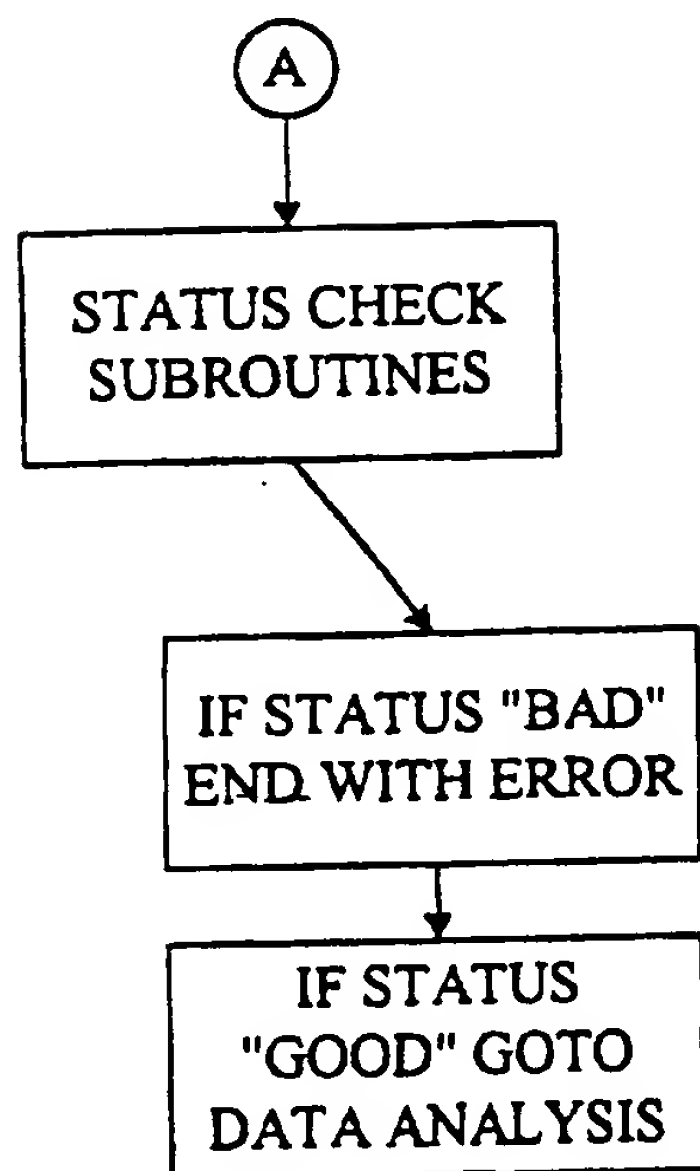 A
STATUS CHECK
SUBROUTINES
IF STATUS "BAD"
END WITH ERROR
IF STATUS
"GOOD" GOTO
DATA ANALYSIS